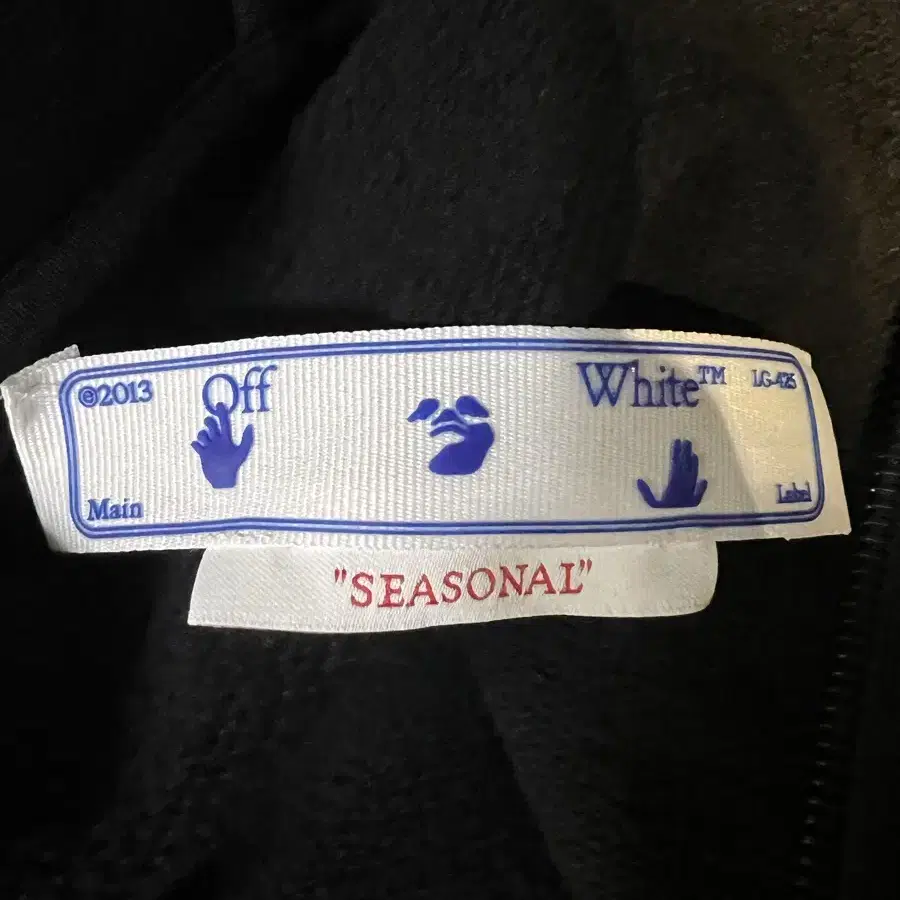 ©2013 Off White™ LG-425
Main Label
"SEASONAL"